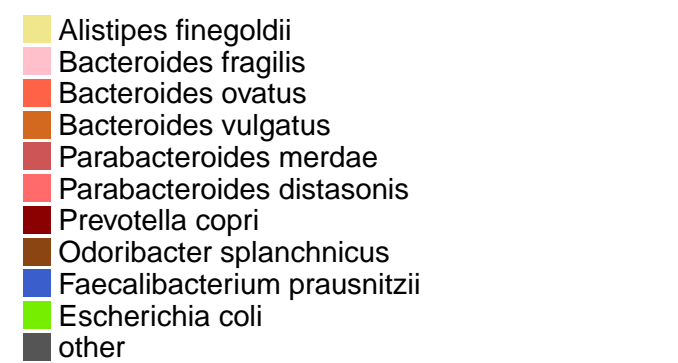 Alistipes finegoldii
Bacteroides fragilis
Bacteroides ovatus
Bacteroides vulgatus
Parabacteroides merdae
Parabacteroides distasonis
Prevotella copri
Odoribacter splanchnicus
Faecalibacterium prausnitzii
Escherichia coli
other